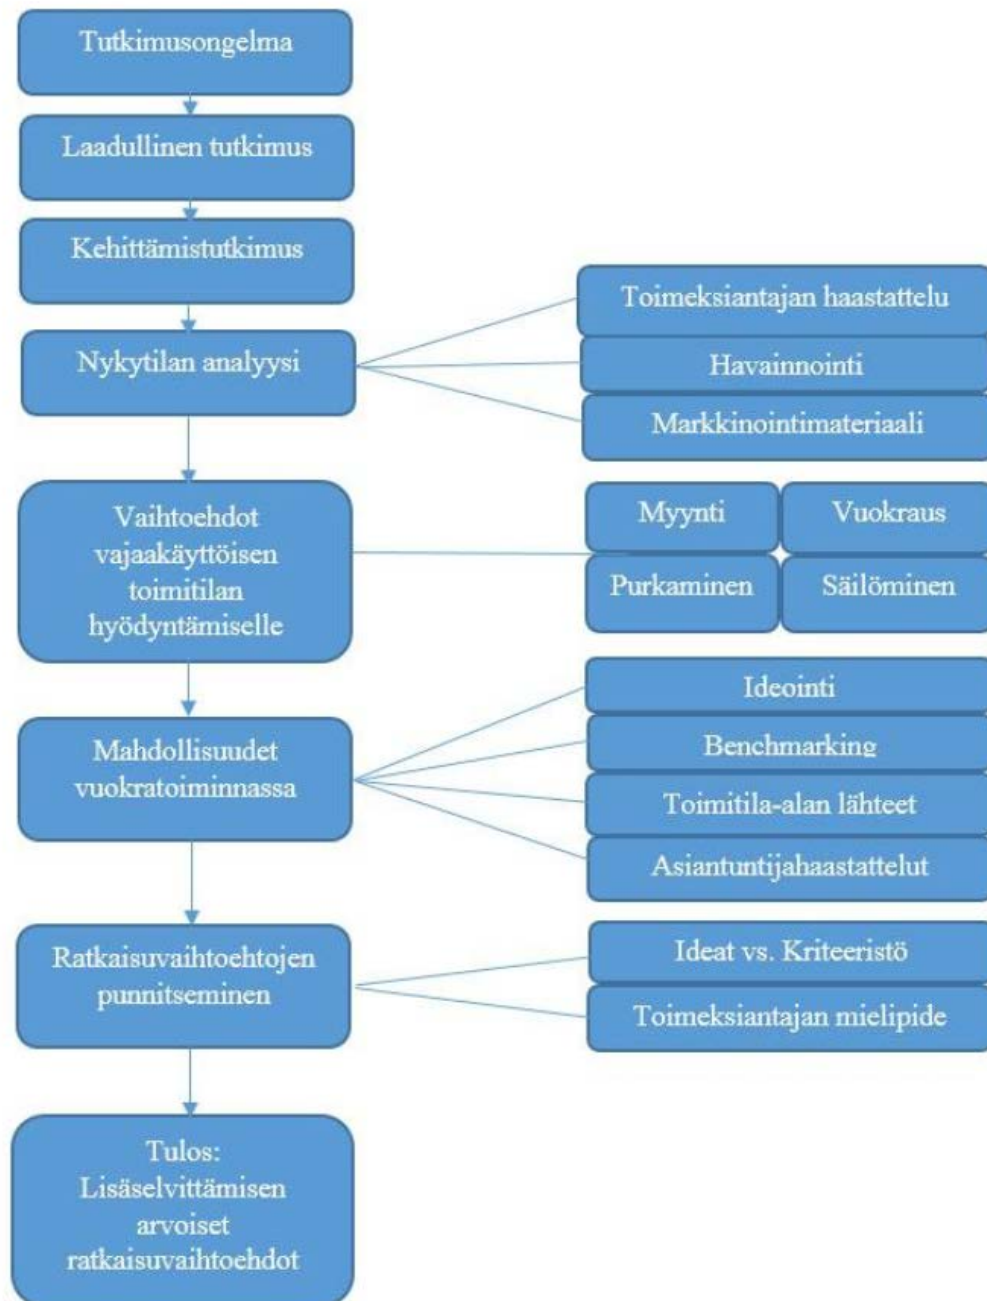 Tutkimusongelma
Laadullinen tutkimus
Kehittämistutkimus
Nykytilan analyysi
Toimeksiantajan haastattelu
Havainnointi
Markkinointimateriaali
Vaihtoehdot
vajaakäyttöisen
toimitilan
hyödyntämiselle
Myynti
Vuokraus
Purkaminen
Säilöminen
Mahdollisuudet
vuokratoiminnassa
Ideointi
Benchmarking
Toimitila-alan lähteet
Asiantuntijahaastattelut
Ratkaisuvaihtoehtojen
punnitseminen
Ideat vs. Kriteeristö
Toimeksiantajan mielipide
Tulos:
Lisäselvittämisen
arvoiset
ratkaisuvaihtoehdot